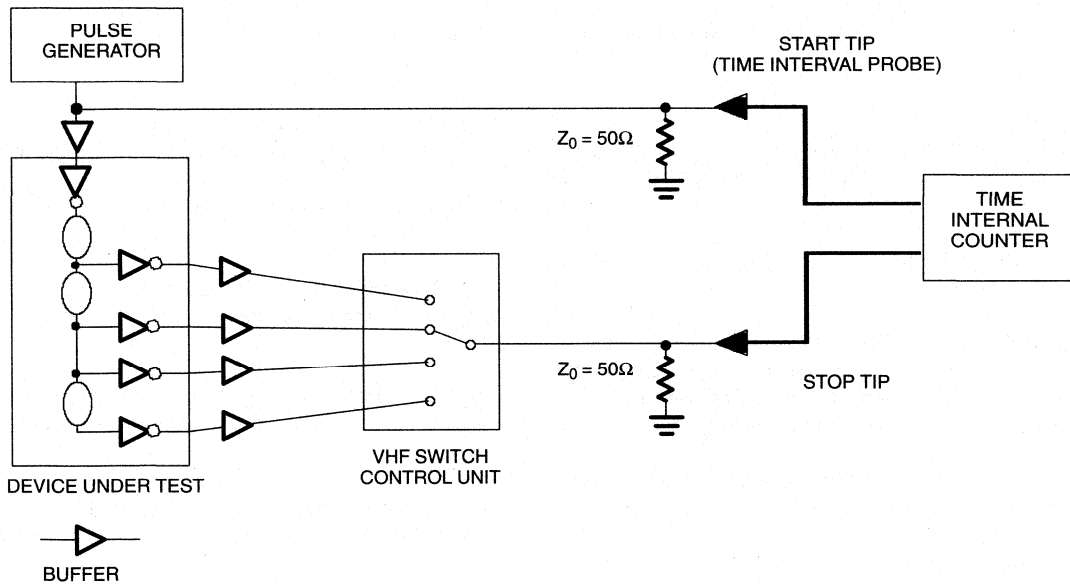 PULSE
GENERATOR
START TIP
(TIME INTERVAL PROBE)
Z0 = 50Ω
TIME
INTERNAL
COUNTER
Z0 = 50Ω
STOP TIP
VHF SWITCH
CONTROL UNIT
DEVICE UNDER TEST
BUFFER